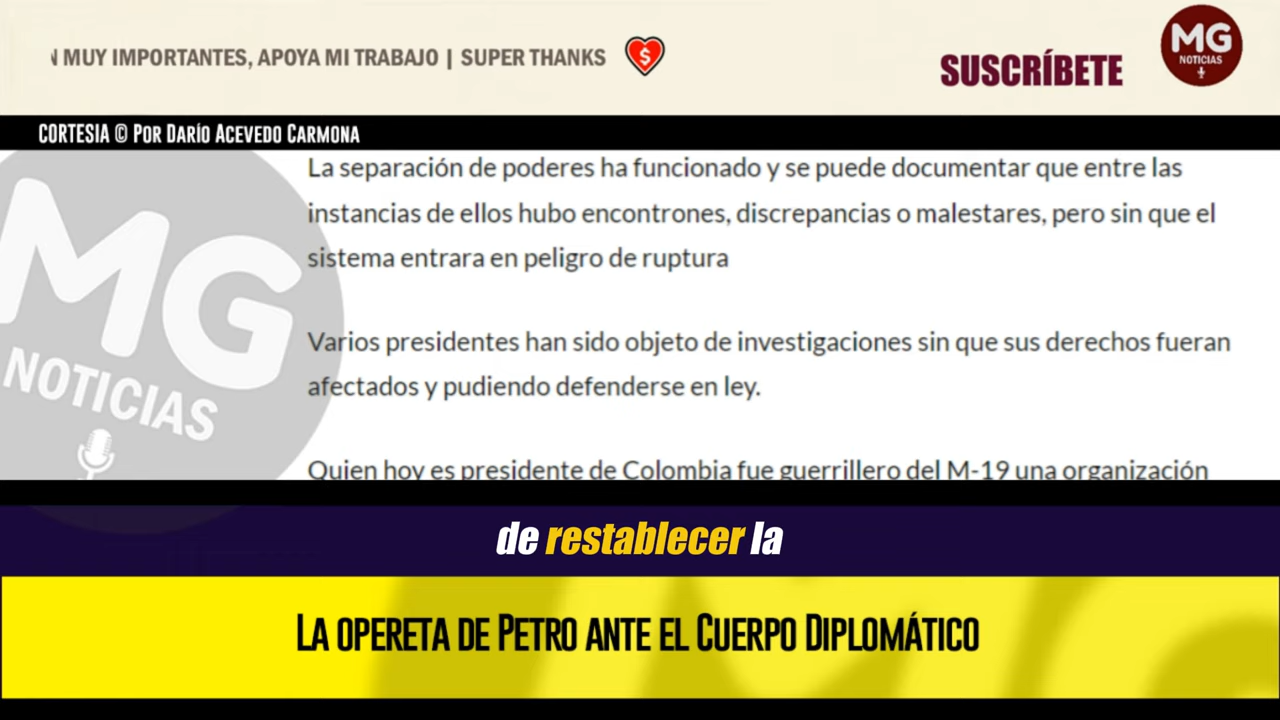 N MUY IMPORTANTES, APOYA MI TRABAJO | SUPER THANKS
SUSCRÍBETE
MG
NOTICIAS
CORTESIA © POR DARÍO ACEVEDO CARMONA
La separación de poderes ha funcionado y se puede documentar que entre las
instancias de ellos hubo encontrones, discrepancias o malestares, pero sin que el
sistema entrara en peligro de ruptura
Varios presidentes han sido objeto de investigaciones sin que sus derechos fueran
afectados y pudiendo defenderse en ley.
Quien hoy es presidente de Colombia fue guerrillero del M-19 una organización
MG
NOTICIAS
de restablecer la
LA OPERETA DE PETRO ANTE EL CUERPO DIPLOMÁTICO